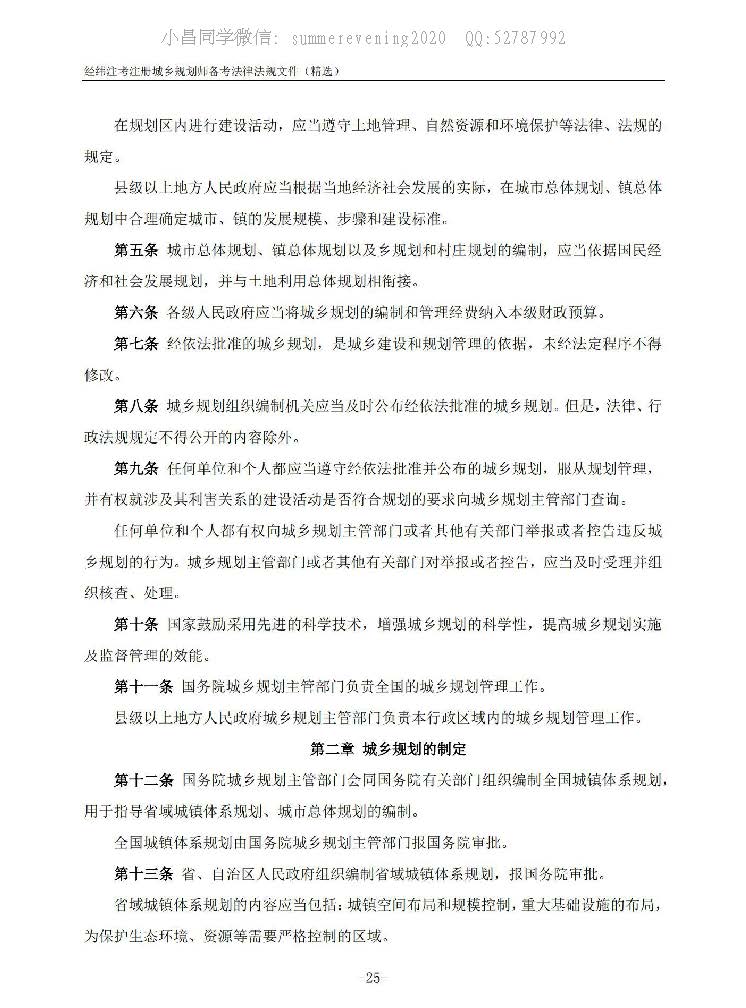 小昌同学微信: summerevening2020 QQ:52787992
经纬注考注册城乡规划师备考法律法规文件（精选）
在规划区内进行建设活动，应当遵守土地管理、自然资源和环境保护等法律、法规的
规定。
县级以上地方人民政府应当根据当地经济社会发展的实际，在城市总体规划、镇总体
规划中合理确定城市、镇的发展规模、步骤和建设标准。
第五条 城市总体规划、镇总体规划以及乡规划和村庄规划的编制，应当依据国民经
济和社会发展规划，并与土地利用总体规划相衔接。
第六条 各级人民政府应当将城乡规划的编制和管理经费纳入本级财政预算。
第七条 经依法批准的城乡规划，是城乡建设和规划管理的依据，未经法定程序不得
修改。
第八条 城乡规划组织编制机关应当及时公布经依法批准的城乡规划。但是，法律、行
政法规规定不得公开的内容除外。
第九条 任何单位和个人都应当遵守经依法批准并公布的城乡规划，服从规划管理，
并有权就涉及其利害关系的建设活动是否符合规划的要求向城乡规划主管部门查询。
任何单位和个人都有权向城乡规划主管部门或者其他有关部门举报或者控告违反城
乡规划的行为。城乡规划主管部门或者其他有关部门对举报或者控告，应当及时受理并组
织核查、处理。
第十条 国家鼓励采用先进的科学技术，增强城乡规划的科学性，提高城乡规划实施
及监督管理的效能。
第十一条 国务院城乡规划主管部门负责全国的城乡规划管理工作。
县级以上地方人民政府城乡规划主管部门负责本行政区域内的城乡规划管理工作。
第二章 城乡规划的制定
第十二条 国务院城乡规划主管部门会同国务院有关部门组织编制全国城镇体系规划，
用于指导省域城镇体系规划、城市总体规划的编制。
全国城镇体系规划由国务院城乡规划主管部门报国务院审批。
第十三条 省、自治区人民政府组织编制省域城镇体系规划，报国务院审批。
省域城镇体系规划的内容应当包括：城镇空间布局和规模控制，重大基础设施的布局，
为保护生态环境、资源等需要严格控制的区域。
-25-